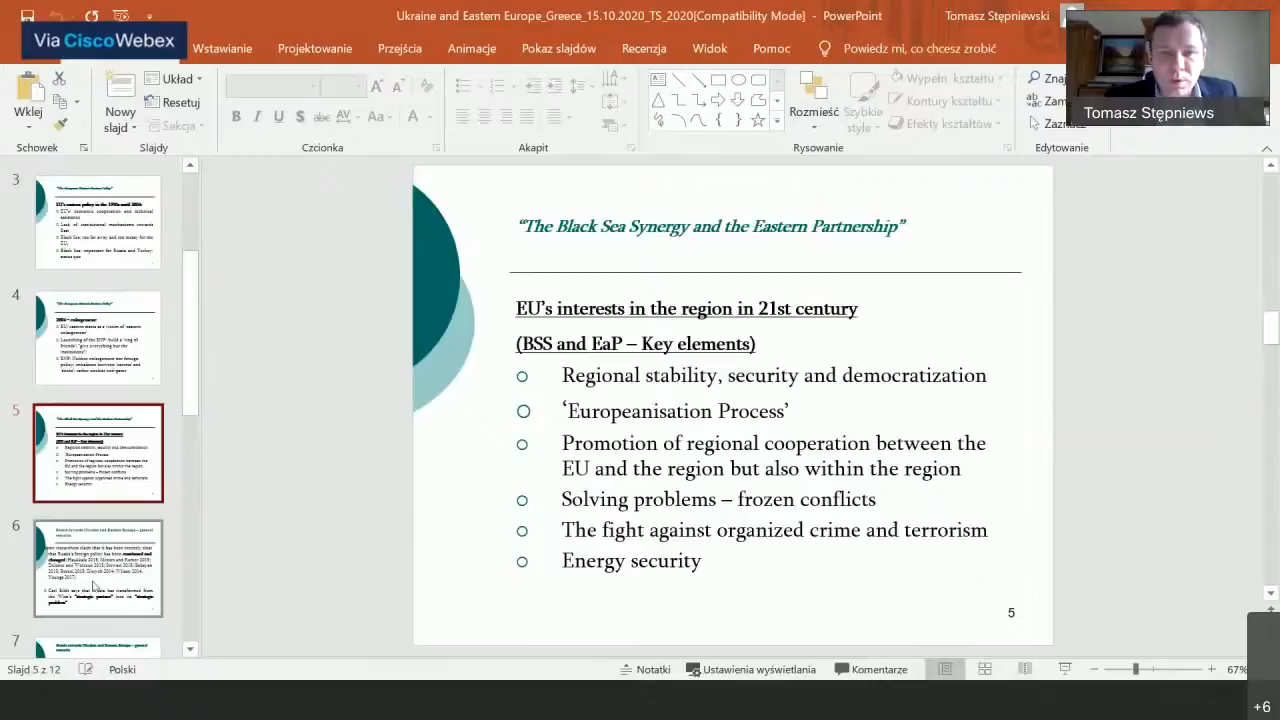 Ukraine and Eastern Europe_Greece_15.10.2020_TS_2020[Compatibility Mode] - PowerPoint
Tomasz Stępniewski
Via CiscoWebex
Wstawianie Projektowanie Przejścia Animacje Pokaz slajdów Recenzja Widok Pomoc Powiedz mi, co chcesz zrobić
Wklej
Nowy slajd
Układ
Resetuj
Sekcja
Rozmieść
Szybkie style
Wypełn. kształtu
Kontury kształtu
Efekty kształtów
Schowek Slajdy Czcionka Akapit Rysowanie Edytowanie
Tomasz Stępniews
3
4
5
6
7
"The Black Sea Synergy and the Eastern Partnership"
EU's interests in the region in 21st century
(BSS and EaP – Key elements)
Regional stability, security and democratization
'Europeanisation Process'
Promotion of regional cooperation between the
EU and the region but also within the region
Solving problems – frozen conflicts
The fight against organized crime and terrorism
Energy security
5
Slajd 5 z 12 Polski Notatki Ustawienia wyświetlania Komentarze 67%
+6